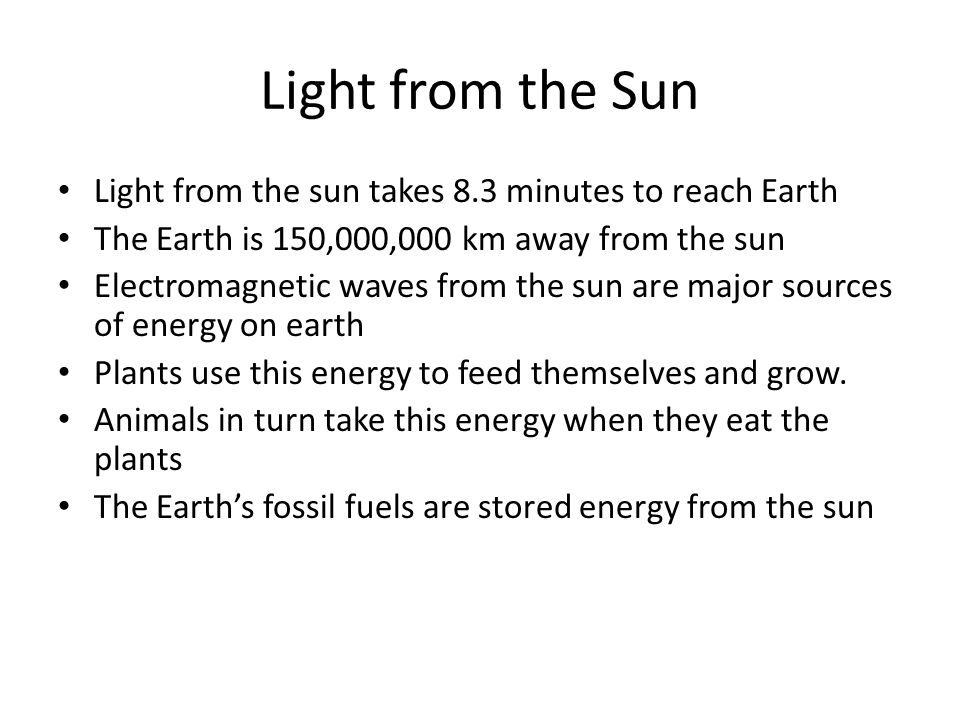 Light from the Sun
• Light from the sun takes 8.3 minutes to reach Earth
• The Earth is 150,000,000 km away from the sun
• Electromagnetic waves from the sun are major sources
of energy on earth
• Plants use this energy to feed themselves and grow.
• Animals in turn take this energy when they eat the
plants
• The Earth’s fossil fuels are stored energy from the sun